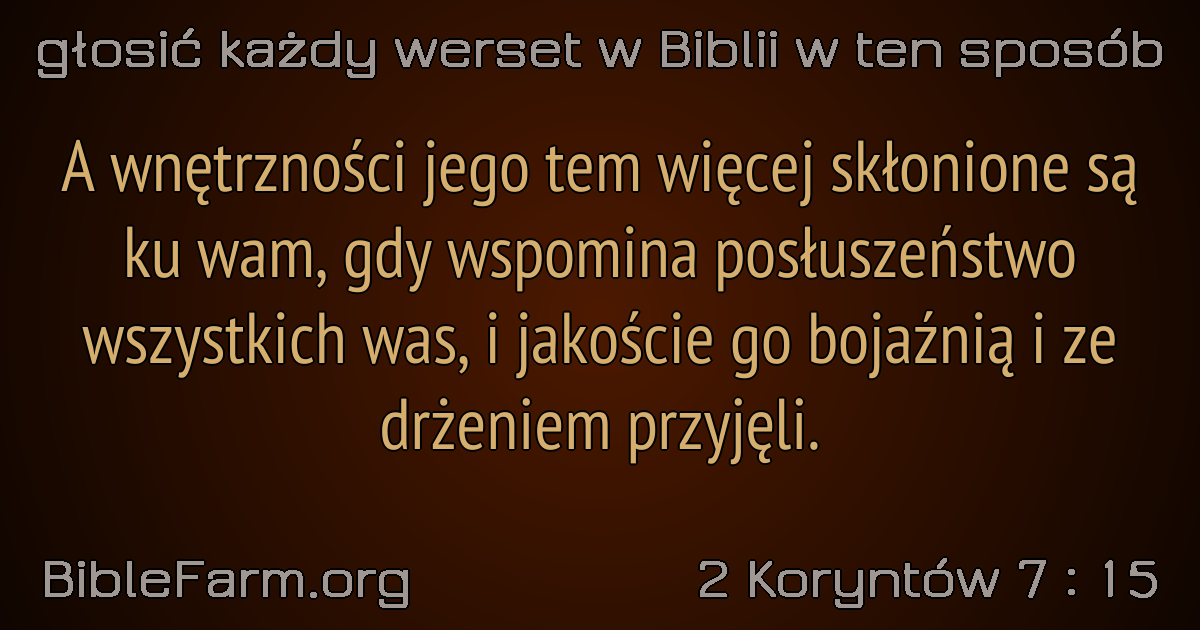 głosić każdy werset w Biblii w ten sposób
A wnętrzności jego tem więcej skłonione są
ku wam, gdy wspomina posłuszeństwo
wszystkich was, i jakoście go bojaźnią i ze
drżeniem przyjęli.
BibleFarm.org
2 Koryntów 7 : 15